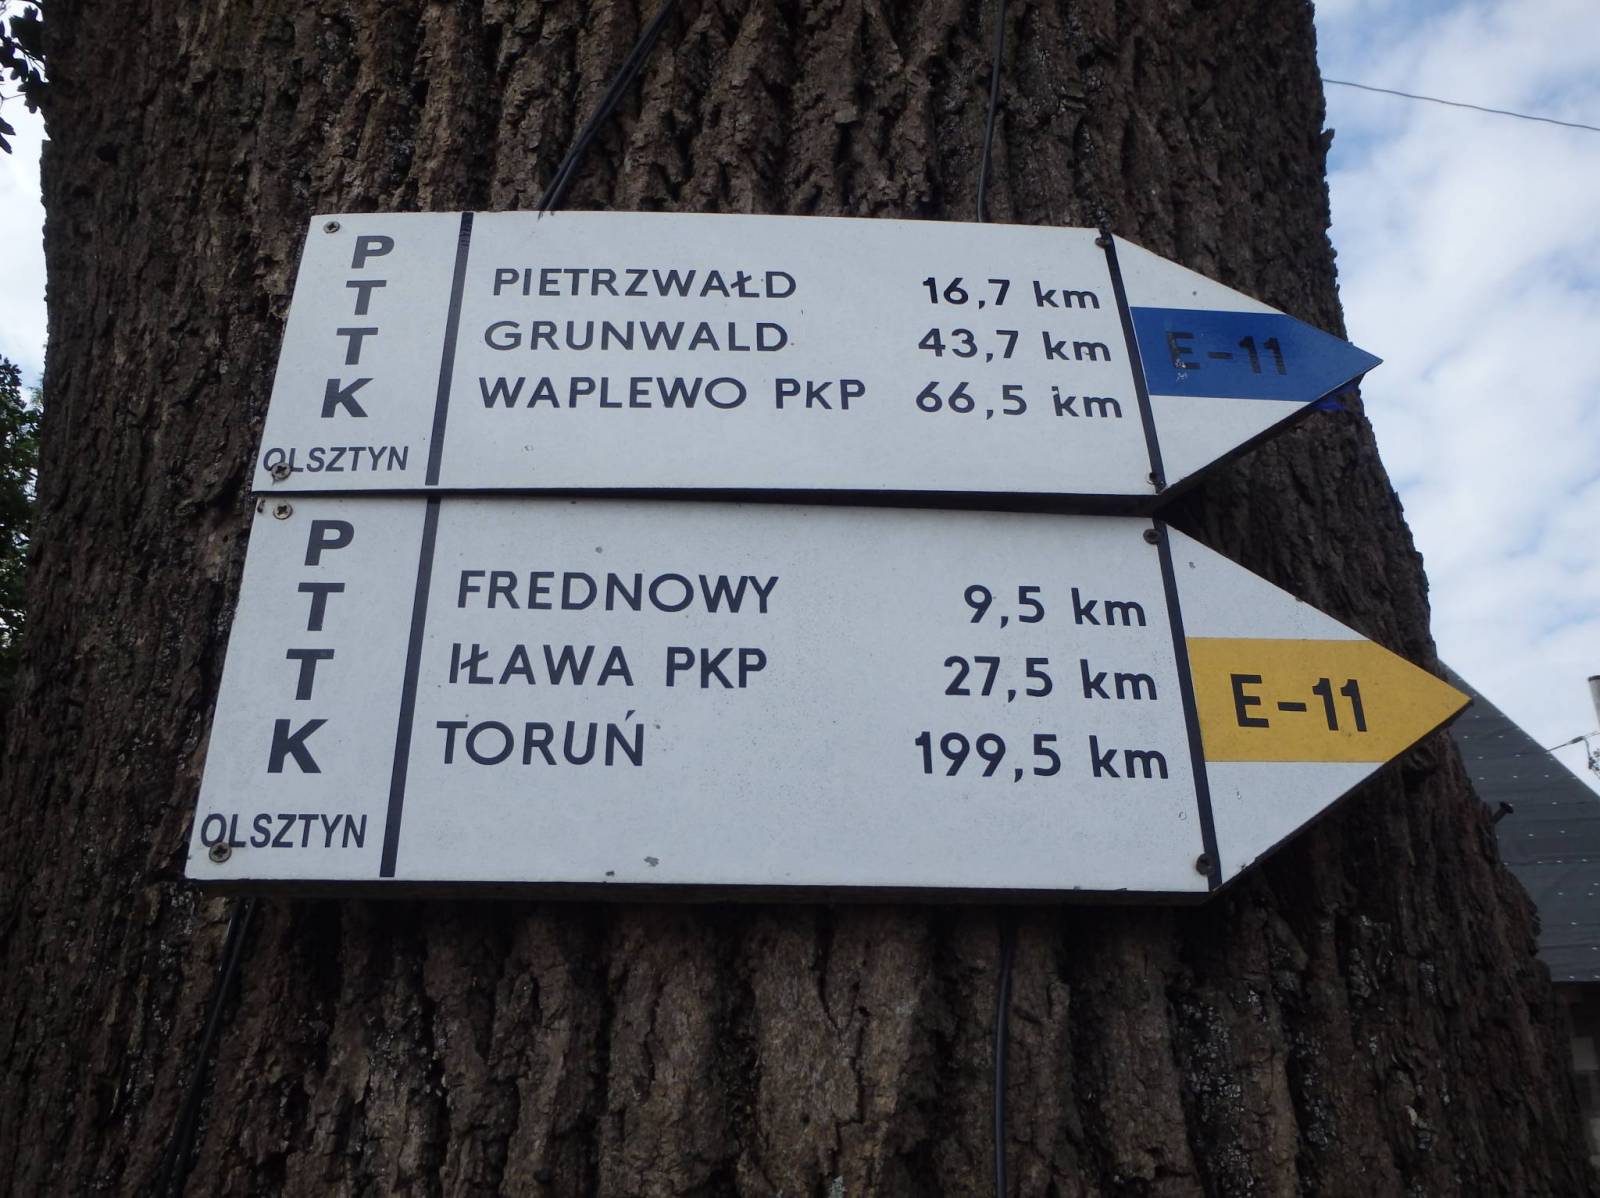 PTTK
OLSZTYN
PIETRZWAŁD 16,7 km
GRUNWALD 43,7 km
WAPLEWO PKP 66,5 km
E-11
PTTK
OLSZTYN
FREDNOWY 9,5 km
IŁAWA PKP 27,5 km
TORUŃ 199,5 km
E-11